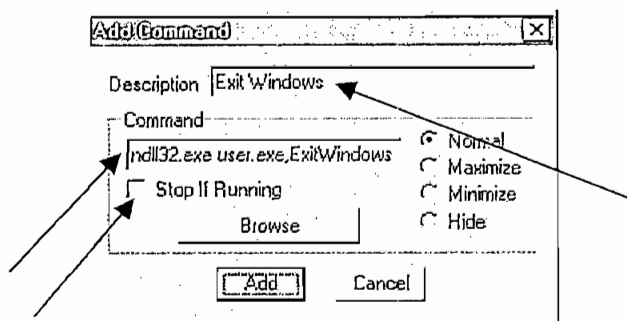 Add Command
Description Exit Windows
Command
ndll32.exe user.exe,ExitWindows
Normal
Maximize
Stop If Running
Minimize
Browse
Hide
Add
Cancel